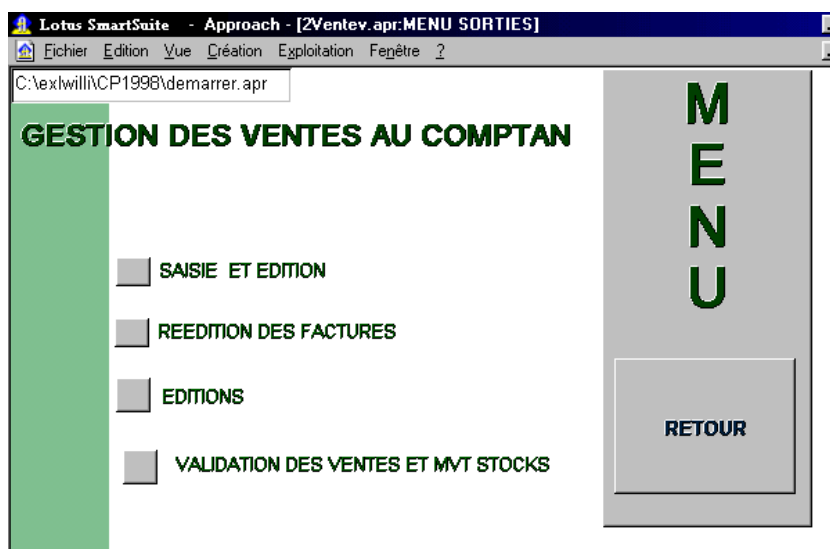 Lotus SmartSuite - Approach - [2Ventev.apr:MENU SORTIES]
Fichier Edition Vue Création Exploitation Fenêtre ?
C:\exlwilli\CP1998\demarrer.apr
GESTION DES VENTES AU COMPTAN
SAISIE ET EDITION
REEDITION DES FACTURES
EDITIONS
VALIDATION DES VENTES ET MVT STOCKS
M
E
N
U
RETOUR